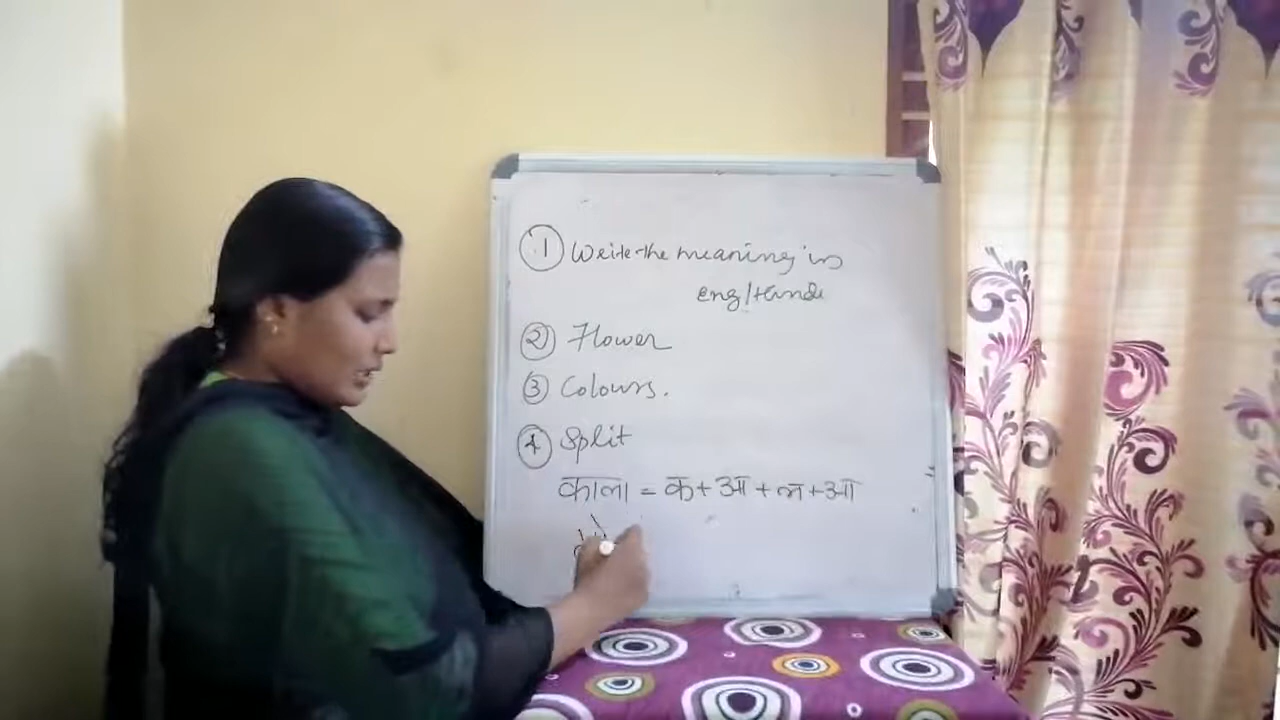 ① Write the meaning in
Eng/Hindi
② Flower
③ Colours.
④ Split
काला = क + आ + ल + आ